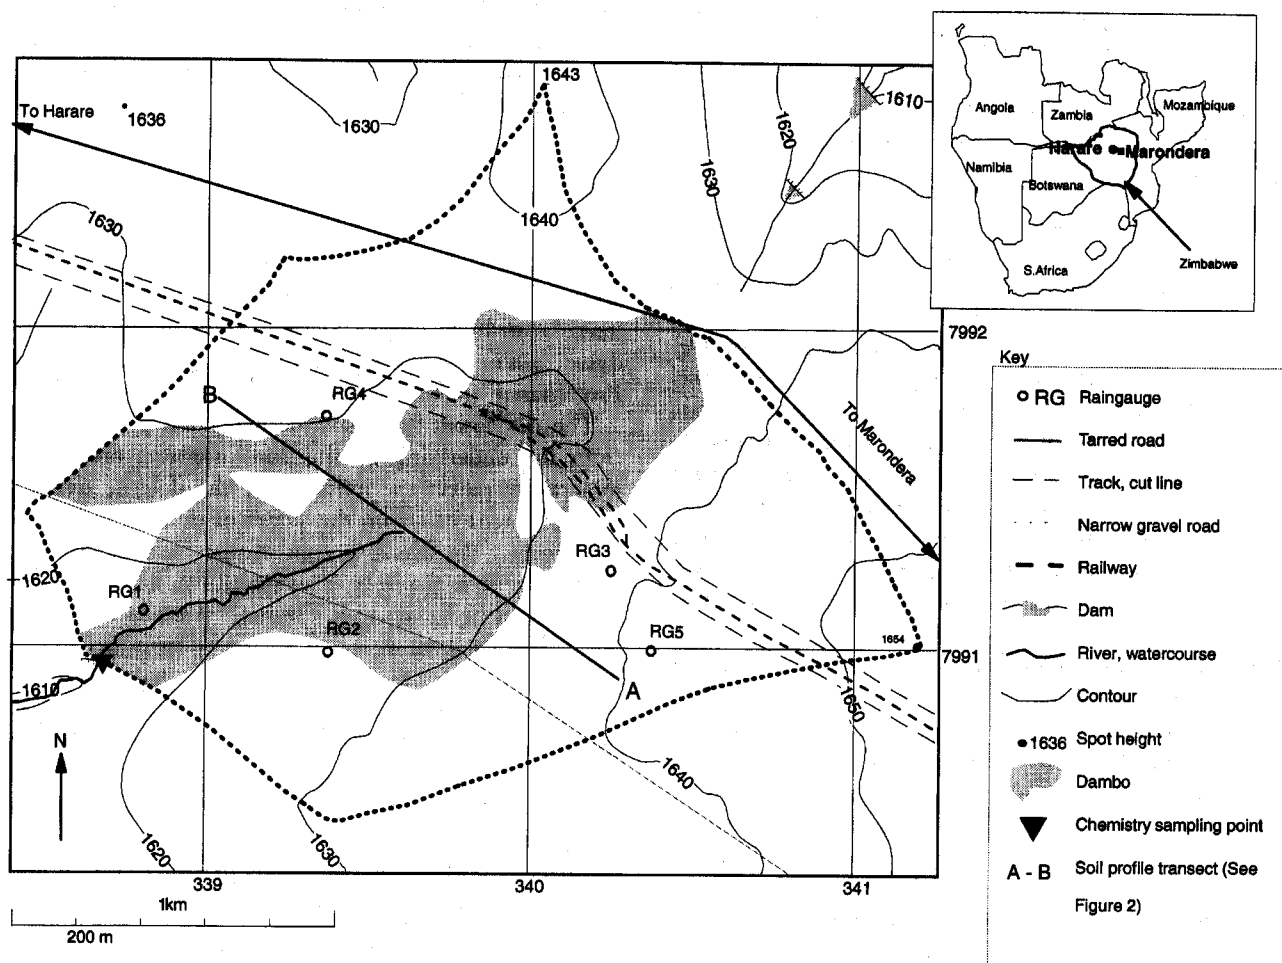 1643
To Harare
1636
1630
1620
1610
1630
1640
1630
7992
B
RG4
To Marondera
RG3
1620
RG1
RG2
RG5
1654
7991
1610
A
1650
N
1640
1620
1630
339
340
341
1km
200 m
Angola
Zambia
Mozambique
Harare
Marondera
Namibia
Botswana
S.Africa
Zimbabwe
Key
RG Raingauge
Tarred road
Track, cut line
Narrow gravel road
Railway
Dam
River, watercourse
Contour
1636 Spot height
Dambo
Chemistry sampling point
A - B Soil profile transect (See
Figure 2)